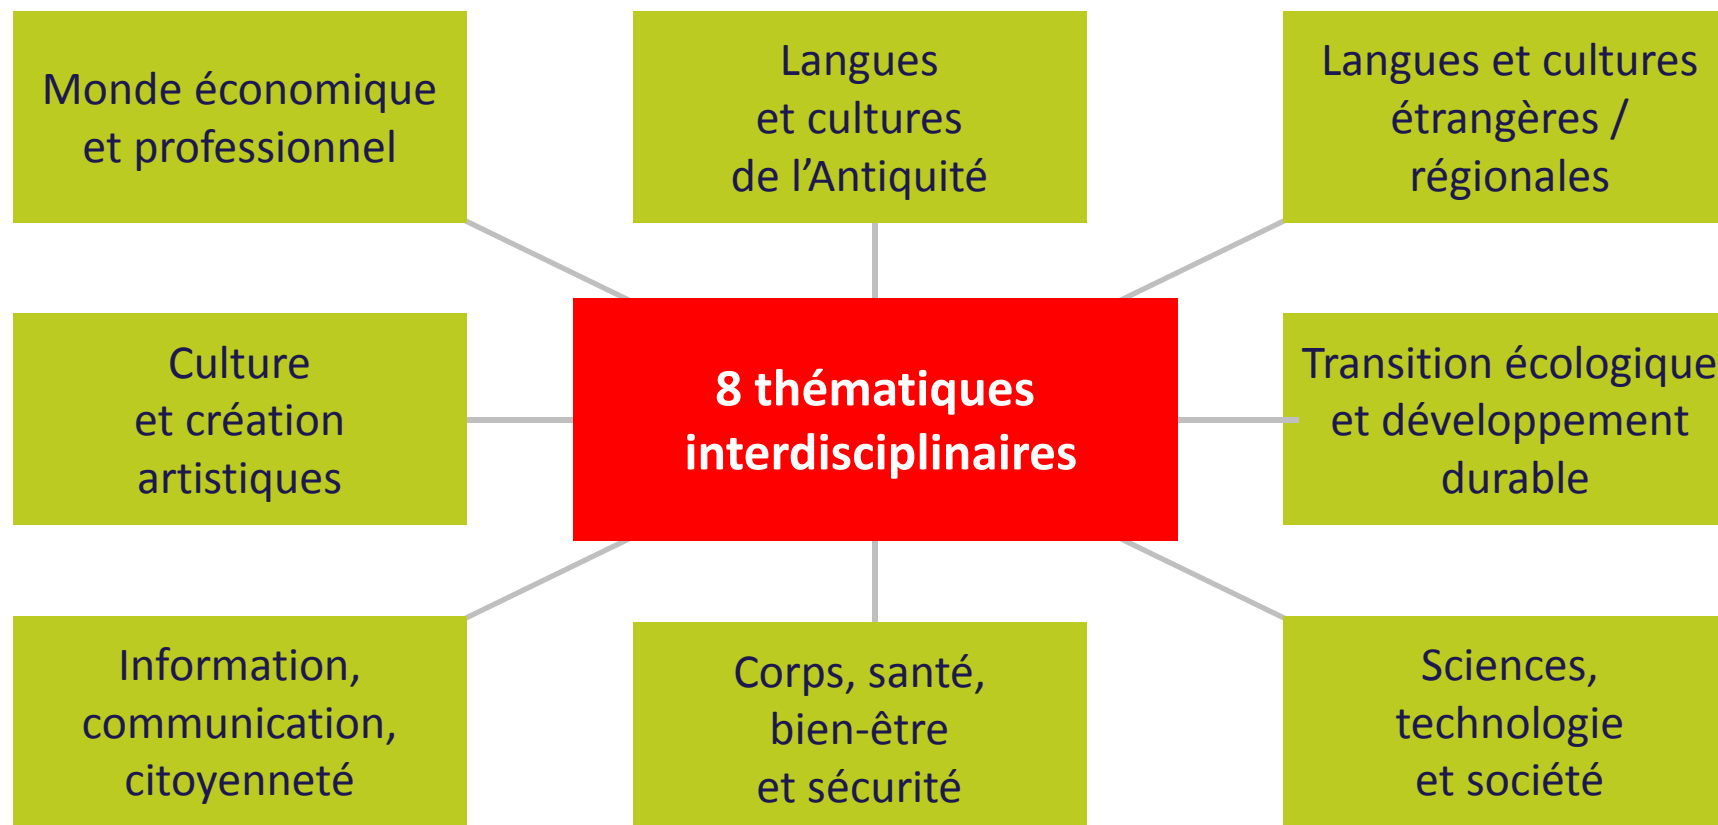 Monde économique
et professionnel
Langues
et cultures
de l’Antiquité
Langues et cultures
étrangères /
régionales
Culture
et création
artistiques
8 thématiques
interdisciplinaires
Transition écologique
et développement
durable
Information,
communication,
citoyenneté
Corps, santé,
bien-être
et sécurité
Sciences,
technologie
et société